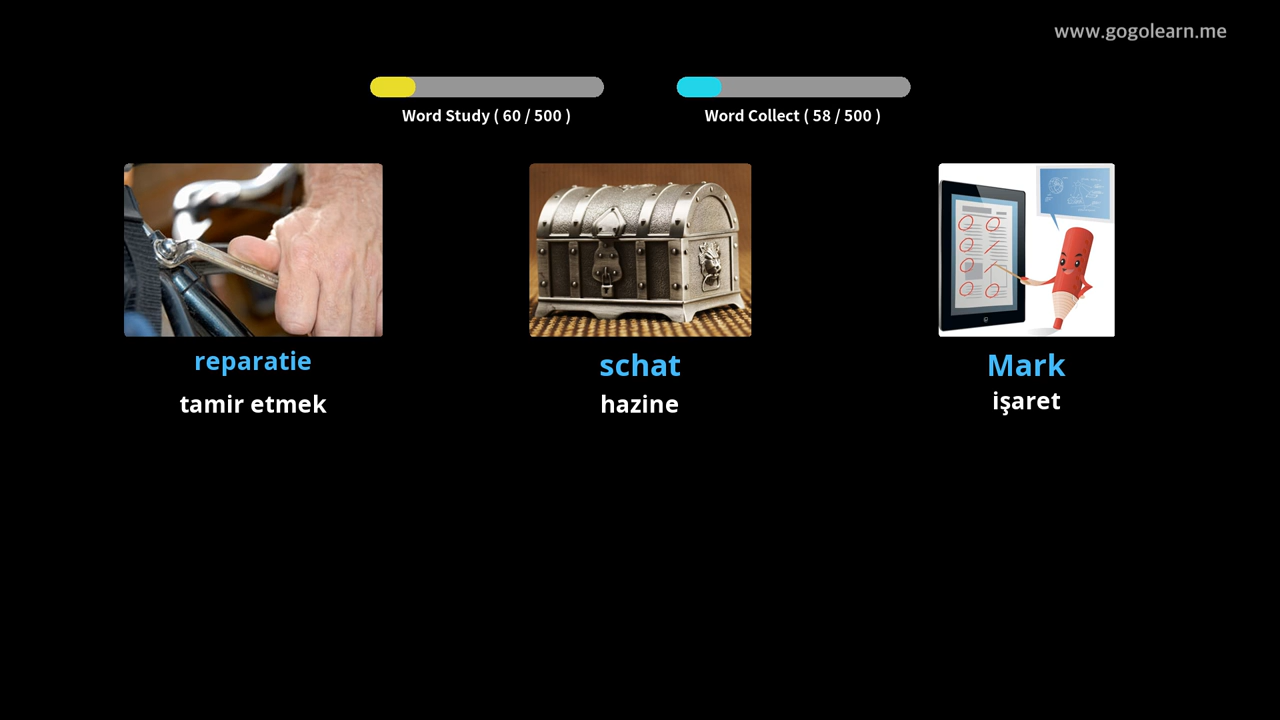 www.gogolearn.me
Word Study ( 60 / 500 )
Word Collect ( 58 / 500 )
reparatie
schat
Mark
tamir etmek
hazine
işaret